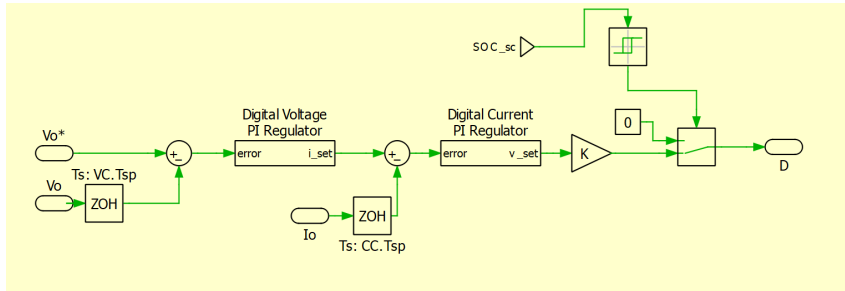 SOC_sc
Digital Voltage
PI Regulator
Digital Current
PI Regulator
Vo*
+
-
error
i_set
+
-
error
v_set
K
0
D
Vo
Ts: VC.Tsp
ZOH
Io
ZOH
Ts: CC.Tsp